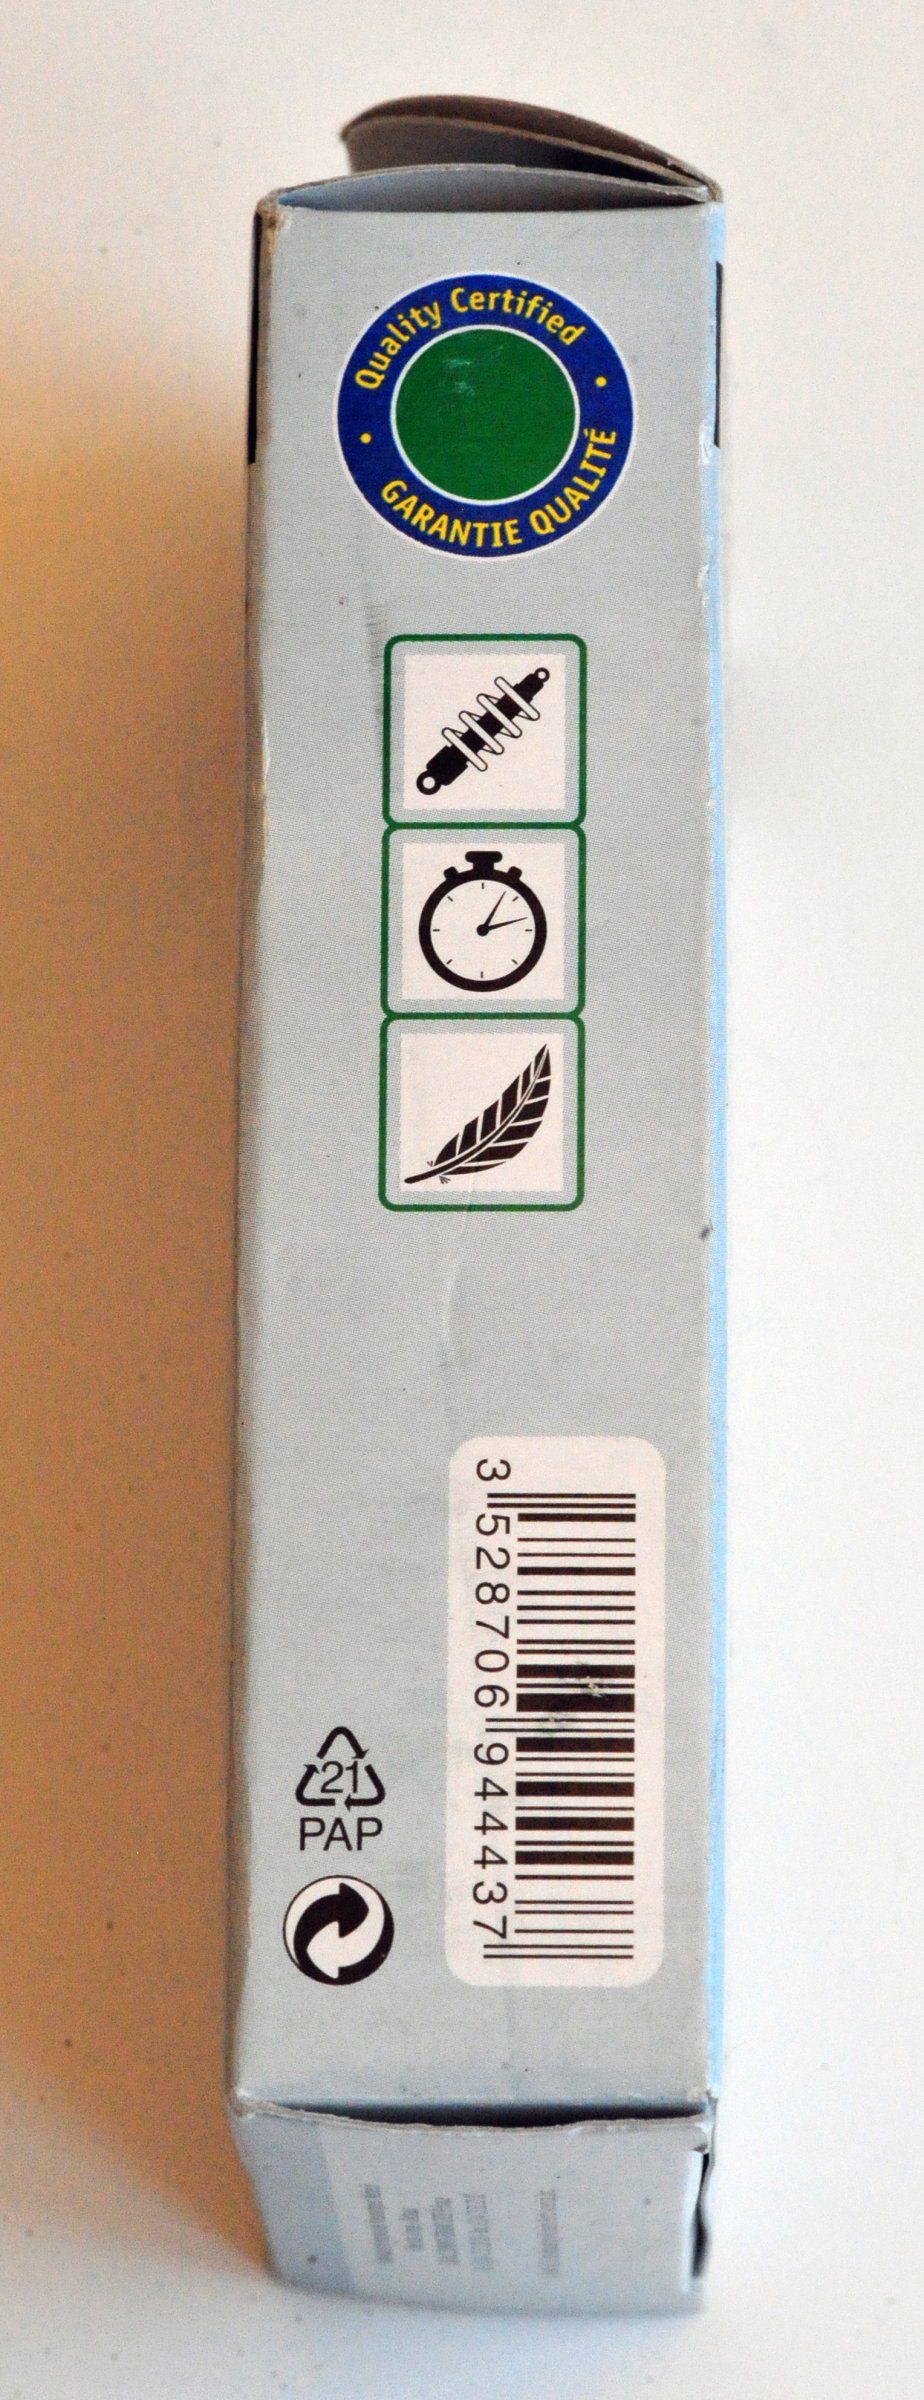 Quality Certified
GARANTIE QUALITÉ
3 528706 944437
21
PAP